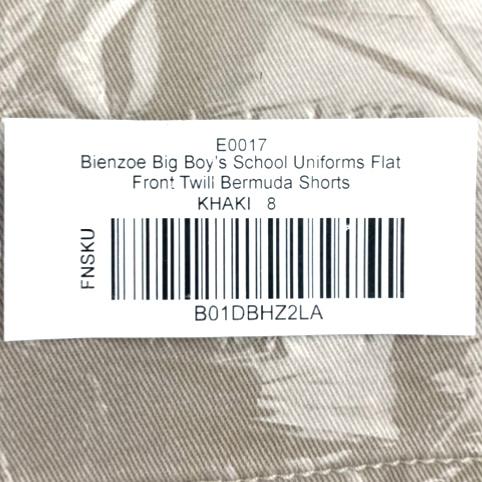 E0017
Bienzoe Big Boy's School Uniforms Flat
Front Twill Bermuda Shorts
KHAKI 8
FNSKU
B01DBHZ2LA